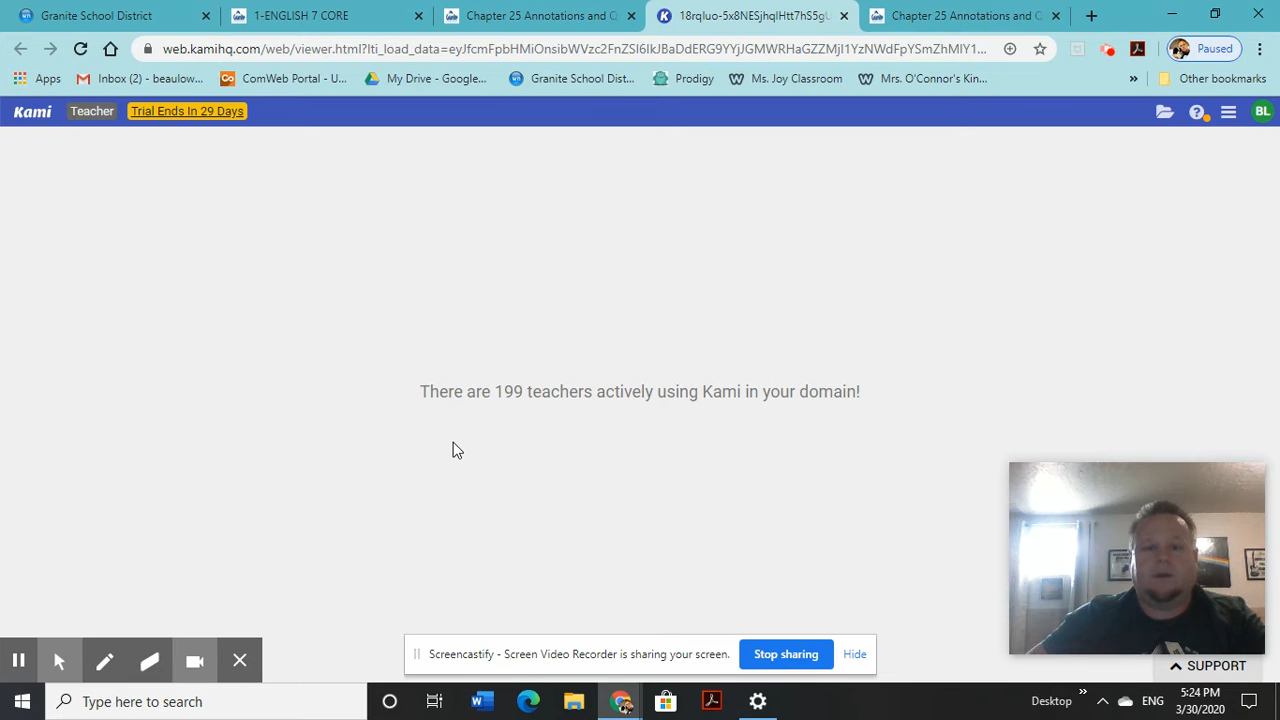 Granite School District
1-ENGLISH 7 CORE
Chapter 25 Annotations and Q
Chapter 25 Annotations and Q
web.kamihq.com/web/viewer.html?
Paused
Apps
Inbox (2) - beaulow...
ComWeb Portal - U...
My Drive - Google...
Granite School Dist...
Prodigy
Ms. Joy Classroom
Mrs. O'Connor's Kin...
Other bookmarks
Kami
Teacher
Trial Ends In 29 Days
BL
There are 199 teachers actively using Kami in your domain!
Screencastify - Screen Video Recorder is sharing your screen.
Stop sharing
Hide
SUPPORT
Type here to search
Desktop
ENG
5:24 PM
3/30/2020